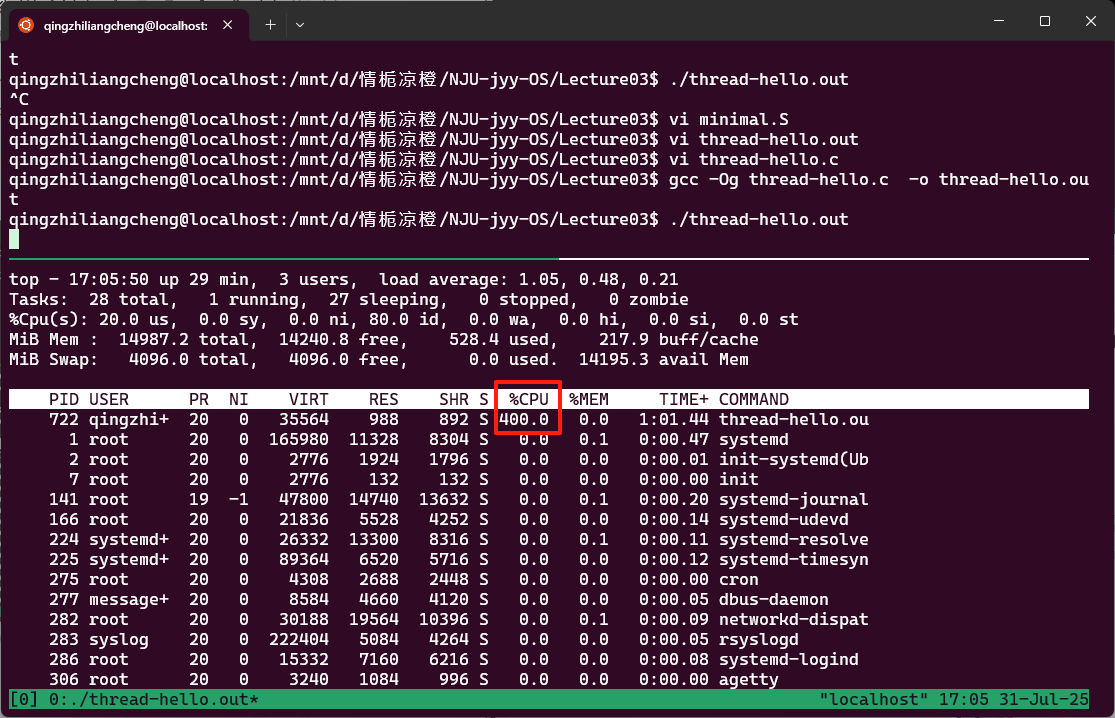 qingzhiliangcheng@localhost:
t
qingzhiliangcheng@localhost:/mnt/d/情栀凉橙/NJU-jyy-OS/Lecture03$ ./thread-hello.out
^C
qingzhiliangcheng@localhost:/mnt/d/情栀凉橙/NJU-jyy-OS/Lecture03$ vi minimal.S
qingzhiliangcheng@localhost:/mnt/d/情栀凉橙/NJU-jyy-OS/Lecture03$ vi thread-hello.out
qingzhiliangcheng@localhost:/mnt/d/情栀凉橙/NJU-jyy-OS/Lecture03$ vi thread-hello.c
qingzhiliangcheng@localhost:/mnt/d/情栀凉橙/NJU-jyy-OS/Lecture03$ gcc -Og thread-hello.c  -o thread-hello.ou
t
qingzhiliangcheng@localhost:/mnt/d/情栀凉橙/NJU-jyy-OS/Lecture03$ ./thread-hello.out
top - 17:05:50 up 29 min,  3 users,  load average: 1.05, 0.48, 0.21
Tasks:  28 total,   1 running,  27 sleeping,   0 stopped,   0 zombie
%Cpu(s): 20.0 us,  0.0 sy,  0.0 ni, 80.0 id,  0.0 wa,  0.0 hi,  0.0 si,  0.0 st
MiB Mem :  14987.2 total,  14240.8 free,    528.4 used,    217.9 buff/cache
MiB Swap:   4096.0 total,   4096.0 free,      0.0 used.  14195.3 avail Mem
PID USER      PR  NI    VIRT    RES    SHR S  %CPU  %MEM     TIME+ COMMAND
722 qingzhi+  20   0   35564    988    892 S 400.0   0.0   1:01.44 thread-hello.ou
1 root      20   0  165980  11328   8304 S   0.0   0.1   0:00.47 systemd
2 root      20   0    2776   1924   1796 S   0.0   0.0   0:00.01 init-systemd(Ub
7 root      20   0    2776    132    132 S   0.0   0.0   0:00.00 init
141 root      19  -1   47800  14740  13632 S   0.0   0.1   0:00.20 systemd-journal
166 root      20   0   21836   5528   4252 S   0.0   0.0   0:00.14 systemd-udevd
224 systemd+  20   0   26332  13300   8316 S   0.0   0.1   0:00.11 systemd-resolve
225 systemd+  20   0   89364   6520   5716 S   0.0   0.0   0:00.12 systemd-timesyn
275 root      20   0    4308   2688   2448 S   0.0   0.0   0:00.00 cron
277 message+  20   0    8584   4660   4120 S   0.0   0.0   0:00.05 dbus-daemon
282 root      20   0   30188  19564  10396 S   0.0   0.1   0:00.09 networkd-dispat
283 syslog    20   0  222404   5084   4264 S   0.0   0.0   0:00.05 rsyslogd
286 root      20   0   15332   7160   6216 S   0.0   0.0   0:00.08 systemd-logind
306 root      20   0    3240   1084    996 S   0.0   0.0   0:00.00 agetty
[0] 0:./thread-hello.out* "localhost" 17:05 31-Jul-25